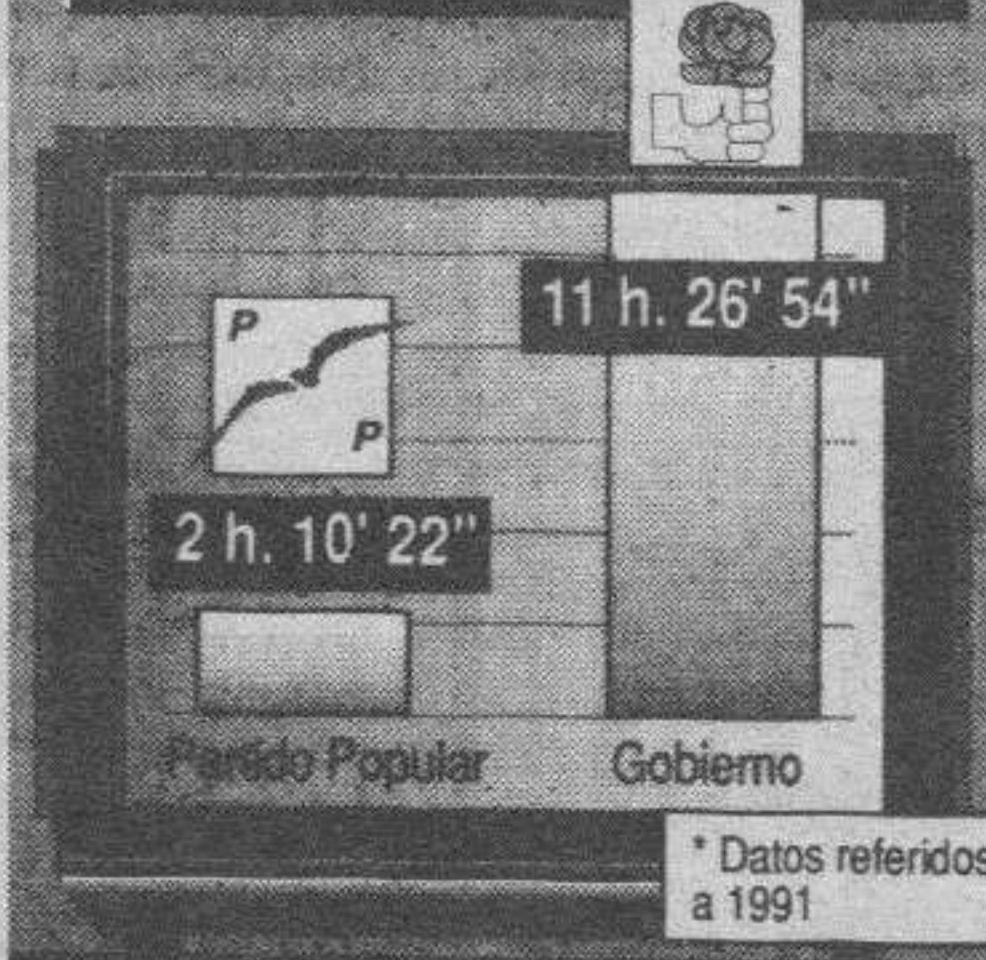 11 h. 26' 54"
P
P
2 h. 10' 22"
Partido Popular
Gobierno
* Datos referidos
a 1991